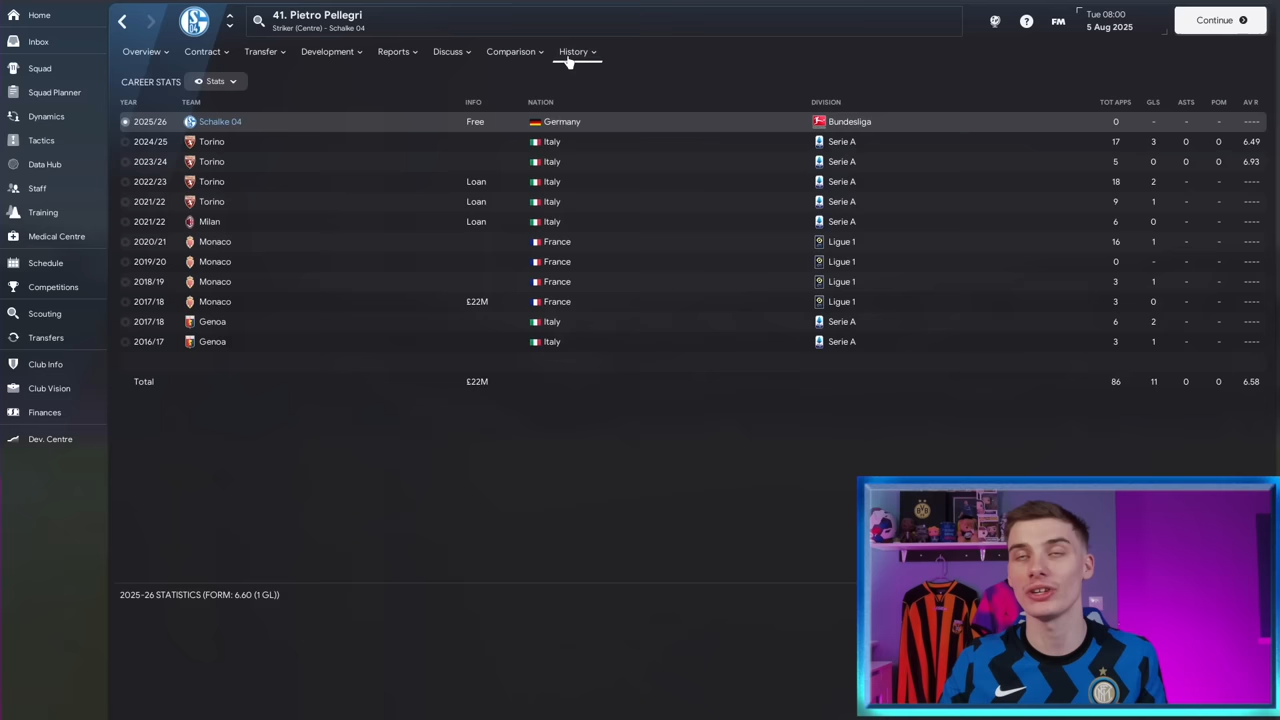 Home
41. Pietro Pellegri
Striker (Centre) - Schalke 04
FM
Tue 08:00
5 Aug 2025
Continue
Inbox
Squad
Squad Planner
Dynamics
Tactics
Data Hub
Staff
Training
Medical Centre
Schedule
Competitions
Scouting
Transfers
Club Info
Club Vision
Finances
Dev. Centre
Overview Contract Transfer Development Reports Discuss Comparison History
CAREER STATS Stats
YEAR TEAM INFO NATION DIVISION TOT APPS GLS ASTS POM AV R
2025/26 Schalke 04 Free Germany Bundesliga 0 - - - ----
2024/25 Torino Italy Serie A 17 3 0 0 6.49
2023/24 Torino Italy Serie A 5 0 0 0 6.93
2022/23 Torino Loan Italy Serie A 18 2 - - ----
2021/22 Torino Loan Italy Serie A 9 1 - - ----
2021/22 Milan Loan Italy Serie A 6 0 - - ----
2020/21 Monaco France Ligue 1 16 1 - - ----
2019/20 Monaco France Ligue 1 0 - - - ----
2018/19 Monaco France Ligue 1 3 1 - - ----
2017/18 Monaco £22M France Ligue 1 3 0 - - ----
2017/18 Genoa Italy Serie A 6 2 - - ----
2016/17 Genoa Italy Serie A 3 1 - - ----
Total £22M 86 11 0 0 6.58
2025-26 STATISTICS (FORM: 6.60 (1 GL))